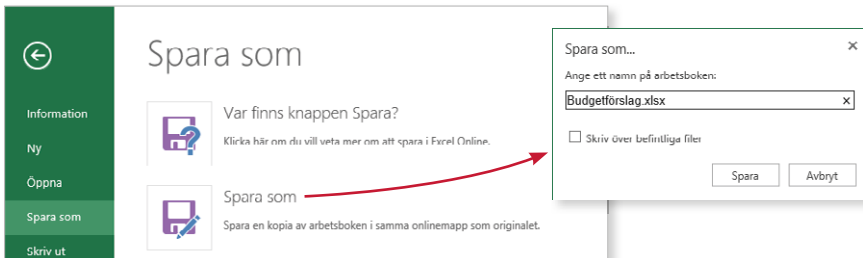 Information
Ny
Öppna
Spara som
Skriv ut
Spara som
Var finns knappen Spara?
Klicka här om du vill veta mer om att spara i Excel Online.
Spara som
Spara en kopia av arbetsboken i samma onlinemapp som originalet.
Spara som...
Ange ett namn på arbetsboken:
Budgetförslag.xlsx
Skriv över befintliga filer
Spara
Avbryt